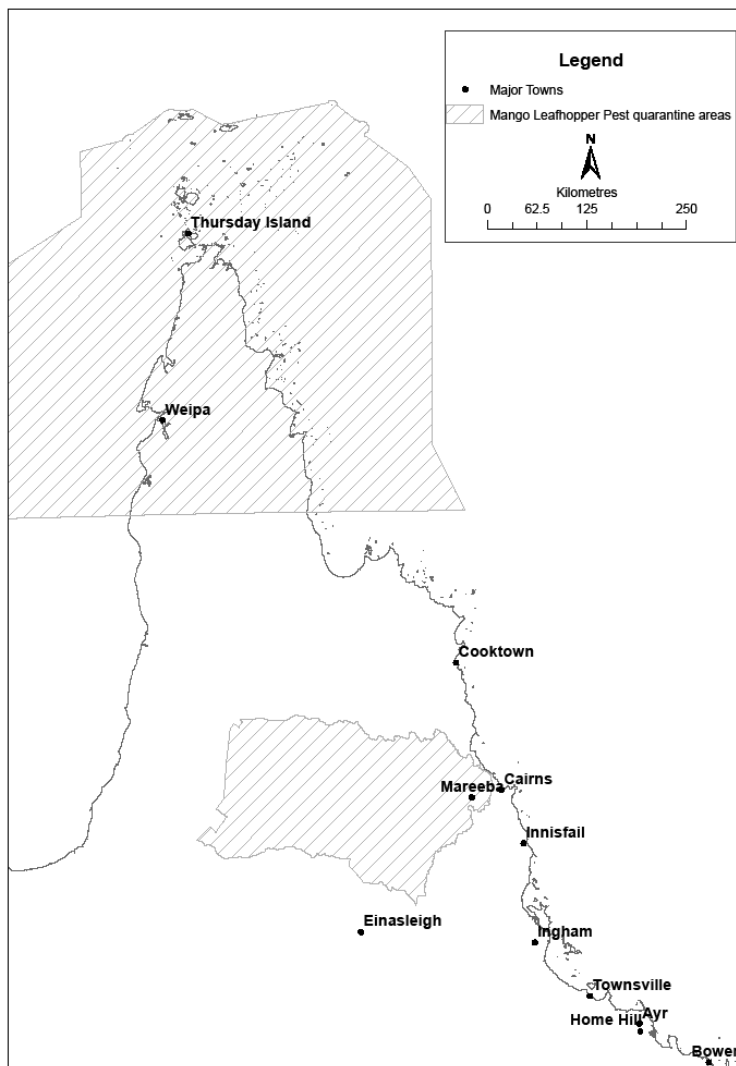 Legend
Major Towns
Mango Leafhopper Pest quarantine areas
N
Kilometres
0 62.5 125 250
Thursday Island
Weipa
Cooktown
Mareeba
Cairns
Innisfail
Einasleigh
Ingham
Townsville
Home Hill
Ayr
Bowen